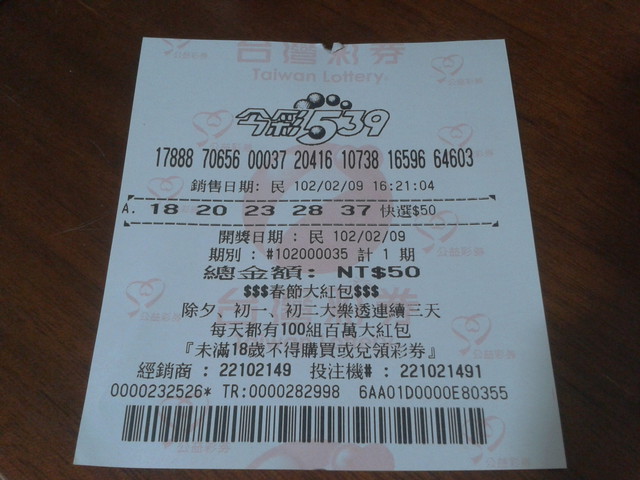 台灣彩券
Taiwan Lottery
今彩539
17888 70656 00037 20416 10738 16596 64603
銷售日期: 民 102/02/09 16:21:04
A. 18 20 23 28 37 快選$50
開獎日期 : 民 102/02/09
期別 : #102000035 計 1 期
總金額: NT$50
$$$春節大紅包$$$
除夕、初一、初二大樂透連續三天
每天都有100組百萬大紅包
『未滿18歲不得購買或兌領彩券』
經銷商 : 22102149 投注機# : 221021491
0000232526* TR:0000282998 6AA01D0000E80355